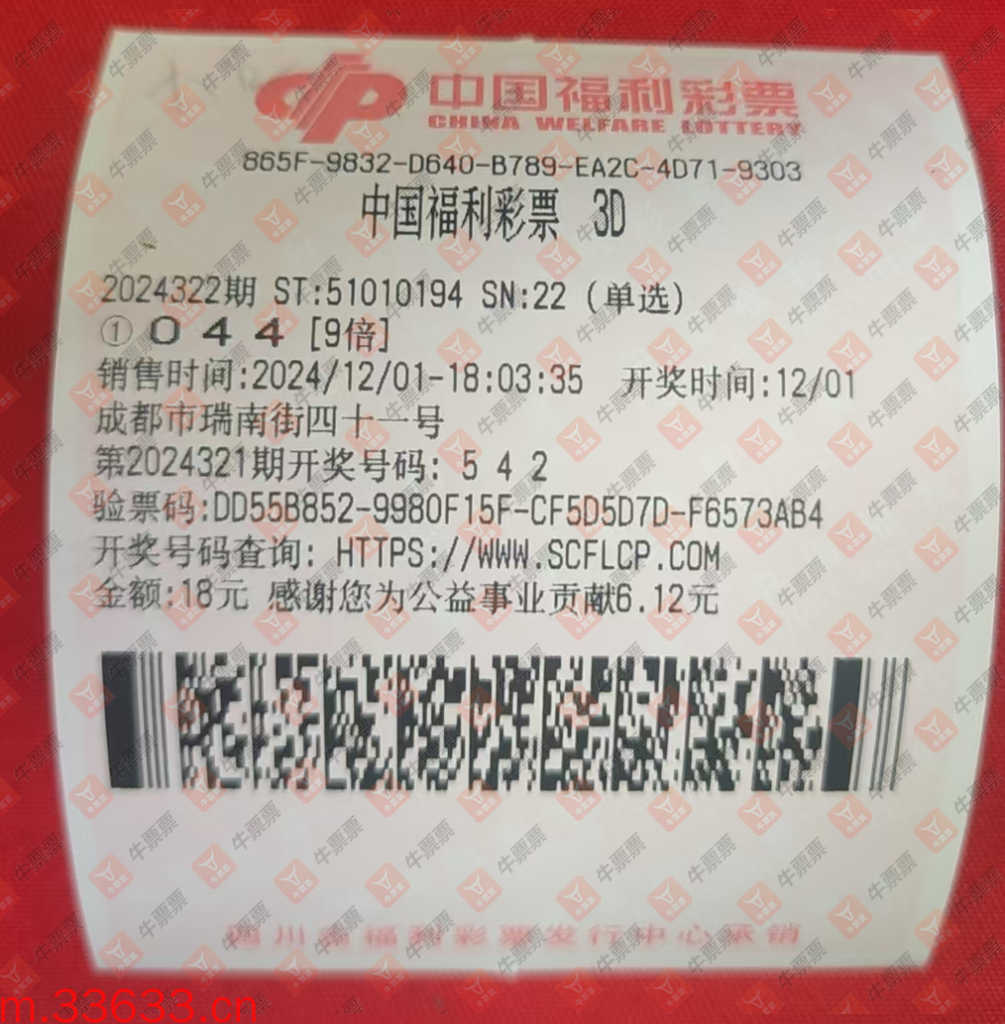 中国福利彩票
CHINA WELFARE LOTTERY
865F-9832-D640-B789-EA2C-4D71-9303
中国福利彩票 3D
2024322期 ST:51010194 SN:22 (单选)
① 0 4 4 [9倍]
销售时间:2024/12/01-18:03:35 开奖时间:12/01
成都市瑞南街四十一号
第2024321期开奖号码: 5 4 2
验票码:DD55B852-9980F15F-CF5D5D7D-F6573AB4
开奖号码查询: HTTPS://WWW.SCFLCP.COM
金额:18元 感谢您为公益事业贡献6.12元
四川省福利彩票发行中心承销
m.33633.cn
牛票票